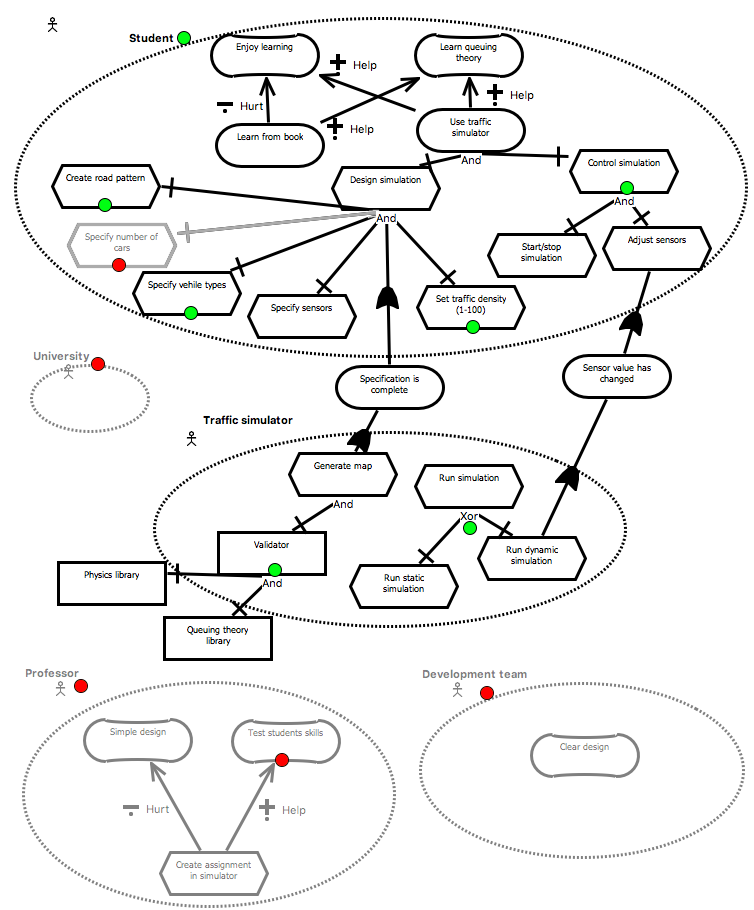 Student
Enjoy learning
Learn queuing
theory
Help
Hurt
Help
Help
Learn from book
Use traffic
simulator
And
Create road pattern
Design simulation
Control simulation
And
And
Specify number of
cars
Start/stop
simulation
Adjust sensors
Specify vehile types
Specify sensors
Set traffic density
(1-100)
University
Specification is
complete
Sensor value has
changed
Traffic simulator
Generate map
Run simulation
And
Xor
Validator
Run dynamic
simulation
Physics library
And
Run static
simulation
Queuing theory
library
Professor
Development team
Simple design
Test students skills
Clear design
Hurt
Help
Create assignment
in simulator